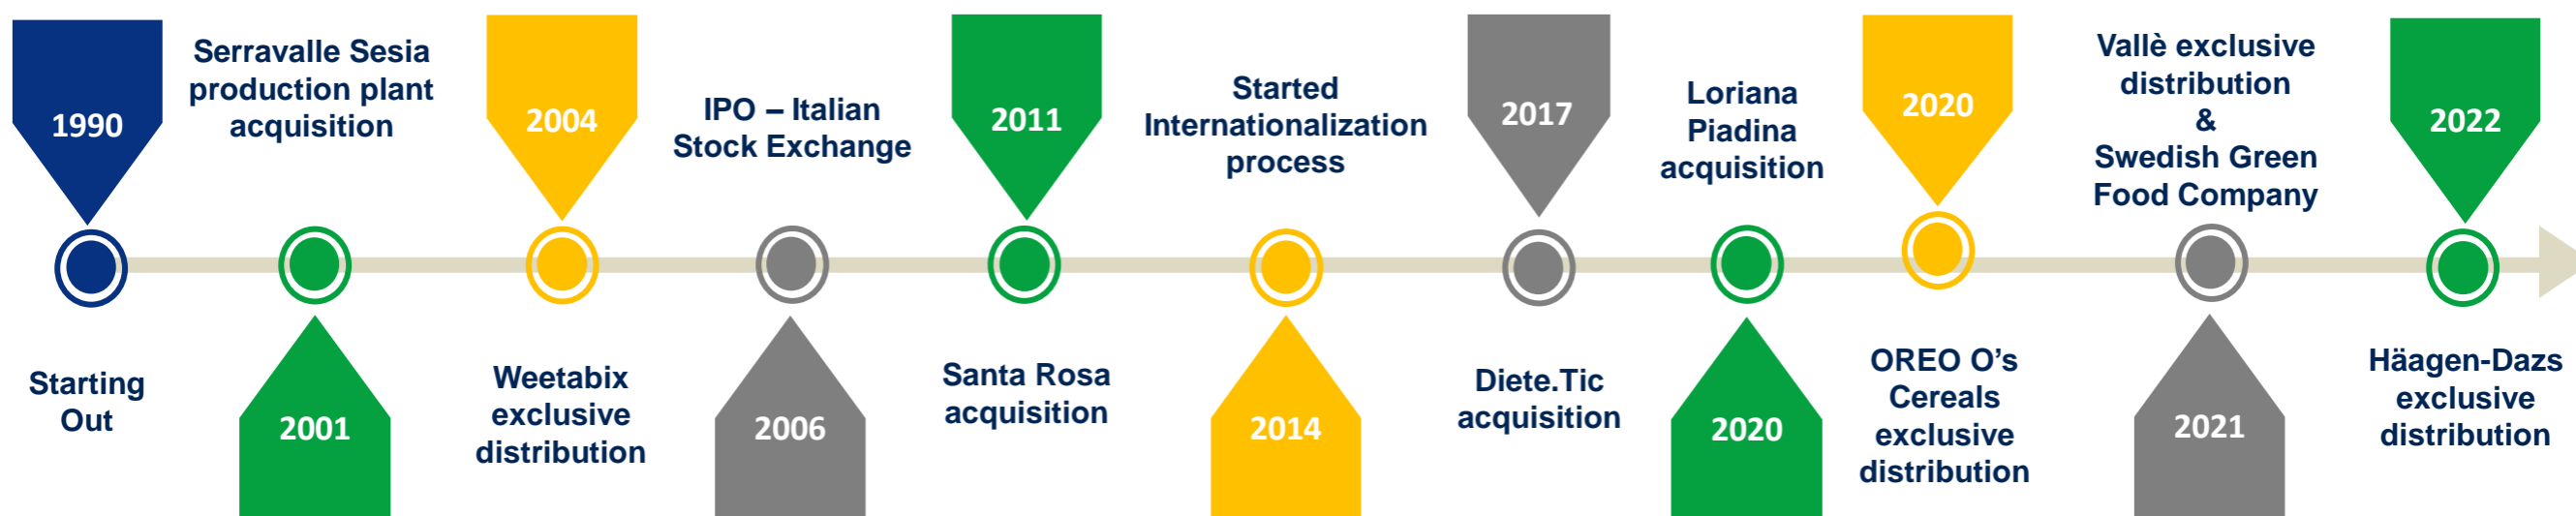 1990
Starting
Out
Serravalle Sesia
production plant
acquisition
2001
2004
Weetabix
exclusive
distribution
IPO – Italian
Stock Exchange
2006
2011
Santa Rosa
acquisition
Started
Internationalization
process
2014
2017
Diete.Tic
acquisition
Loriana
Piadina
acquisition
2020
2020
OREO O’s
Cereals
exclusive
distribution
Vallè exclusive
distribution
&
Swedish Green
Food Company
2021
2022
Häagen-Dazs
exclusive
distribution